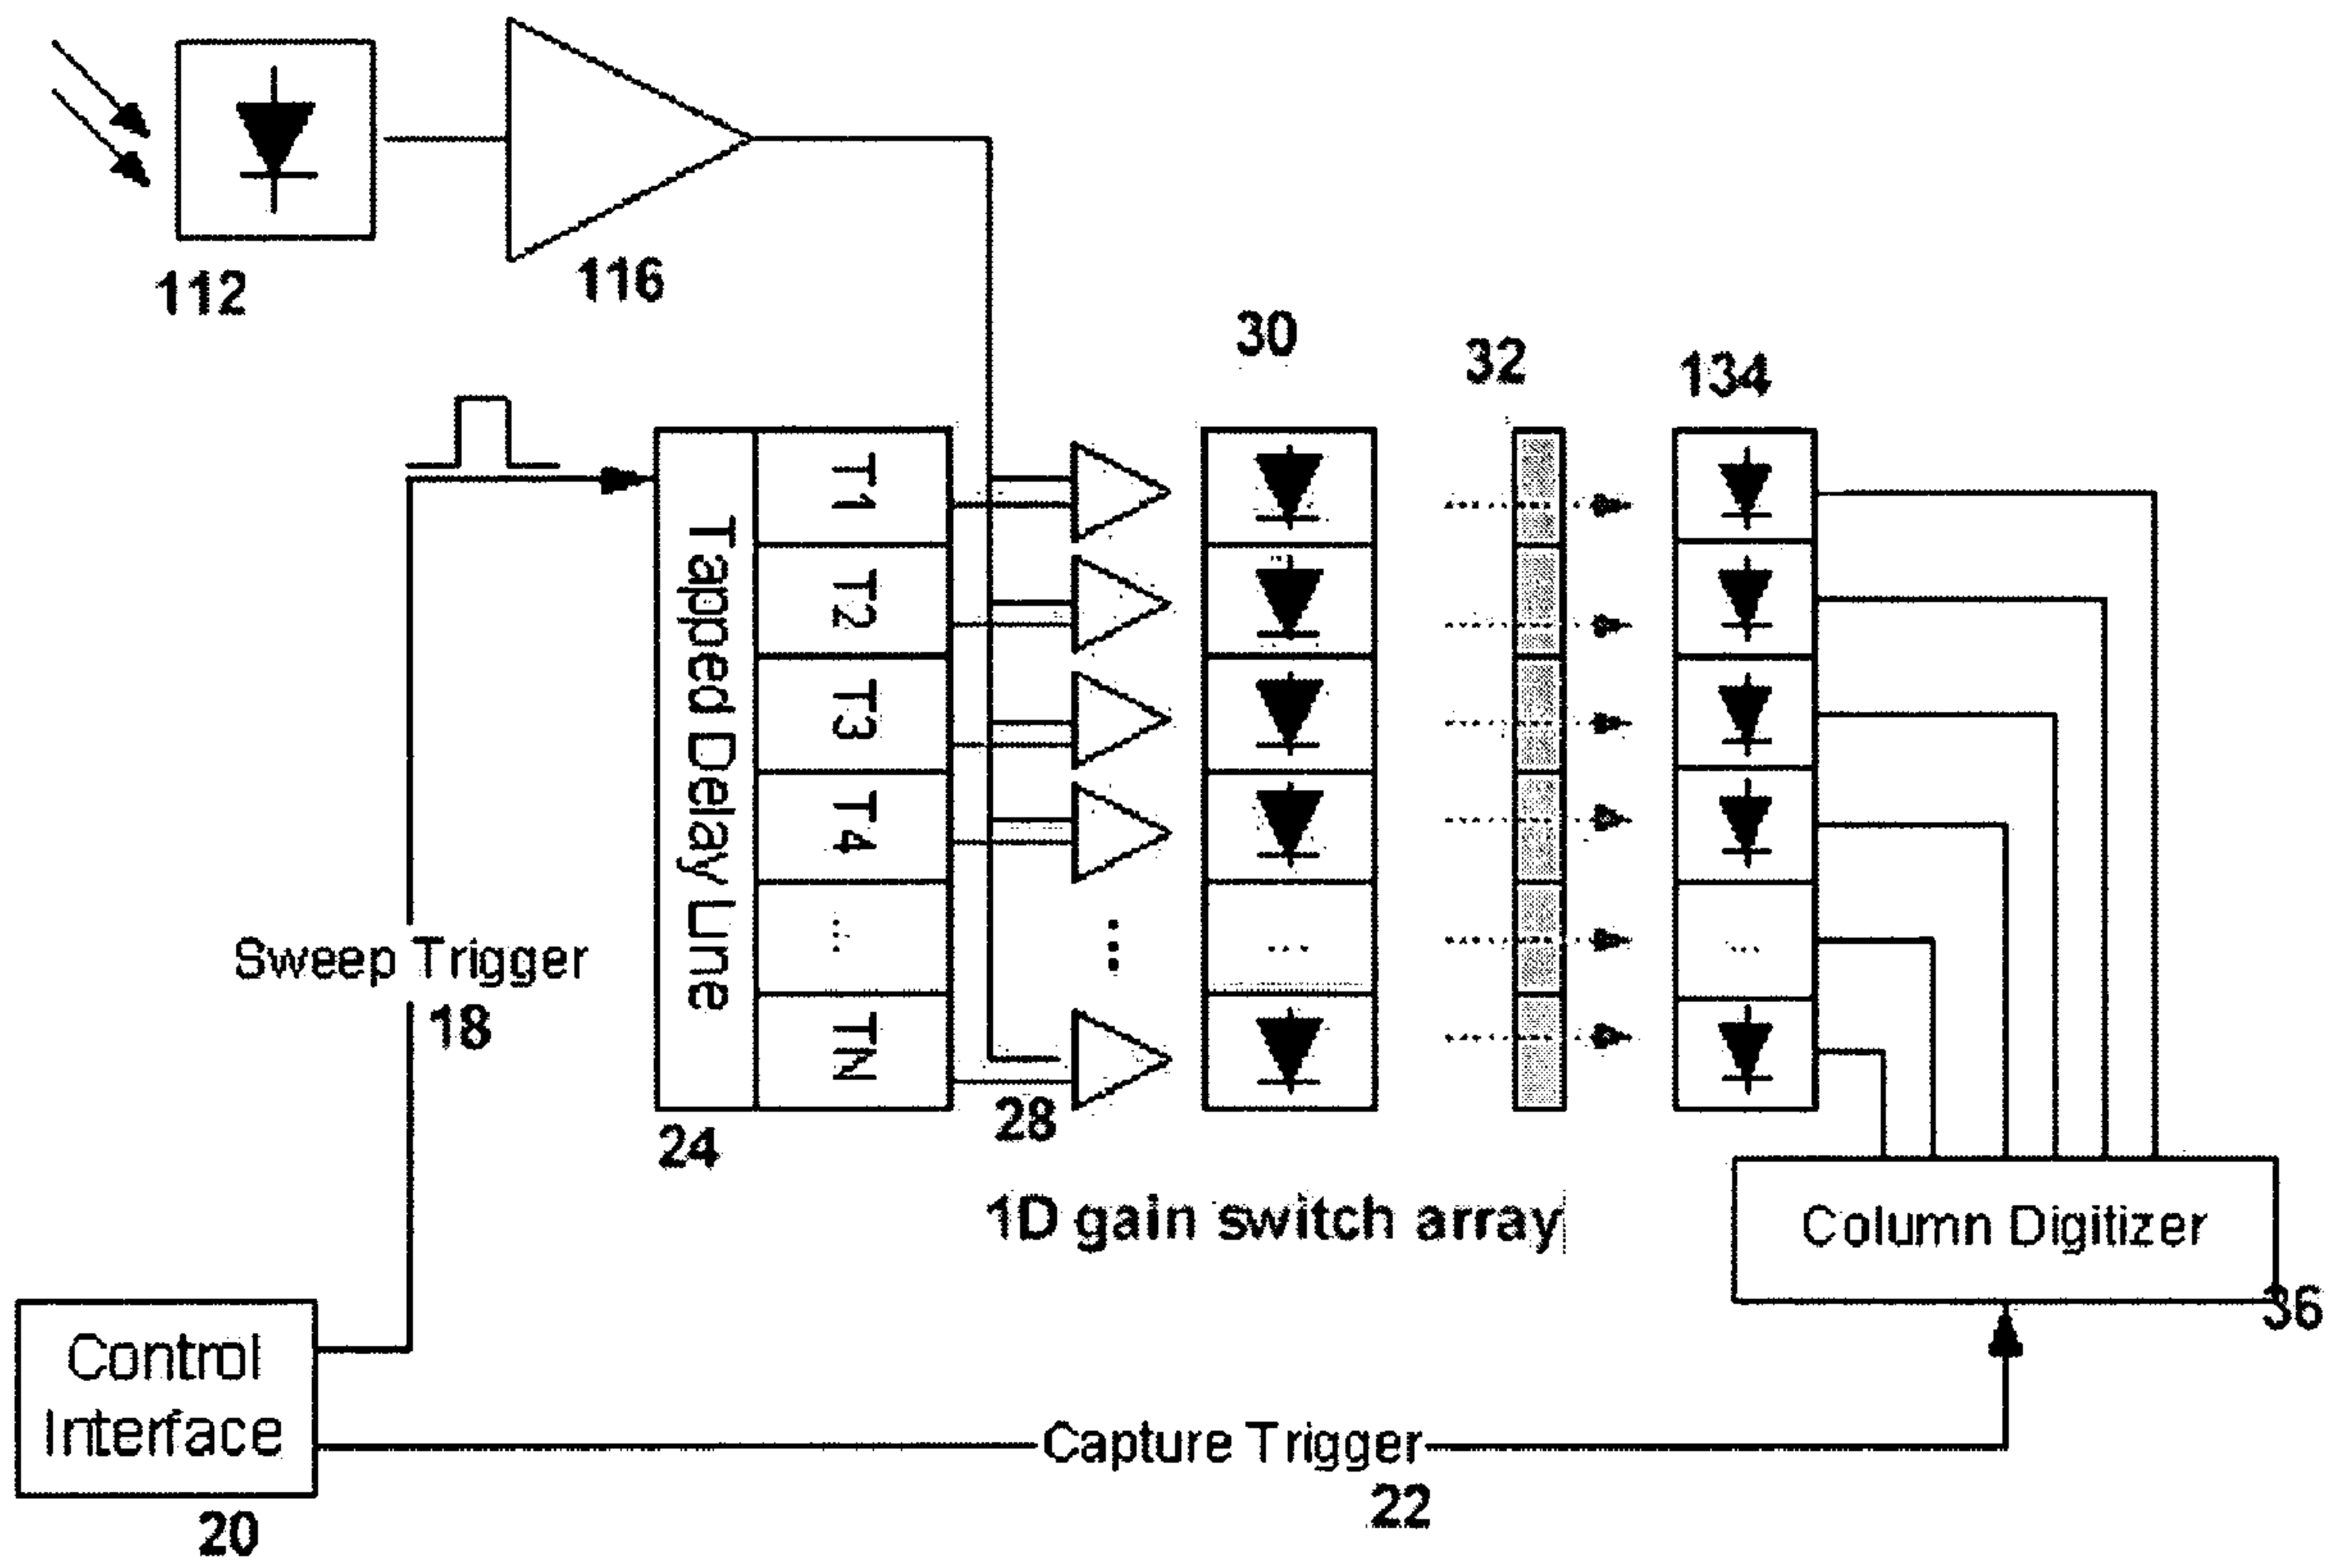 112
116
30
32
134
Tapped Delay Line
T1
T2
T3
T4
...
TN
...
...
...
Sweep Trigger
18
24
28
1D gain switch array
Column Digitizer
36
Control
Interface
20
Capture Trigger
22